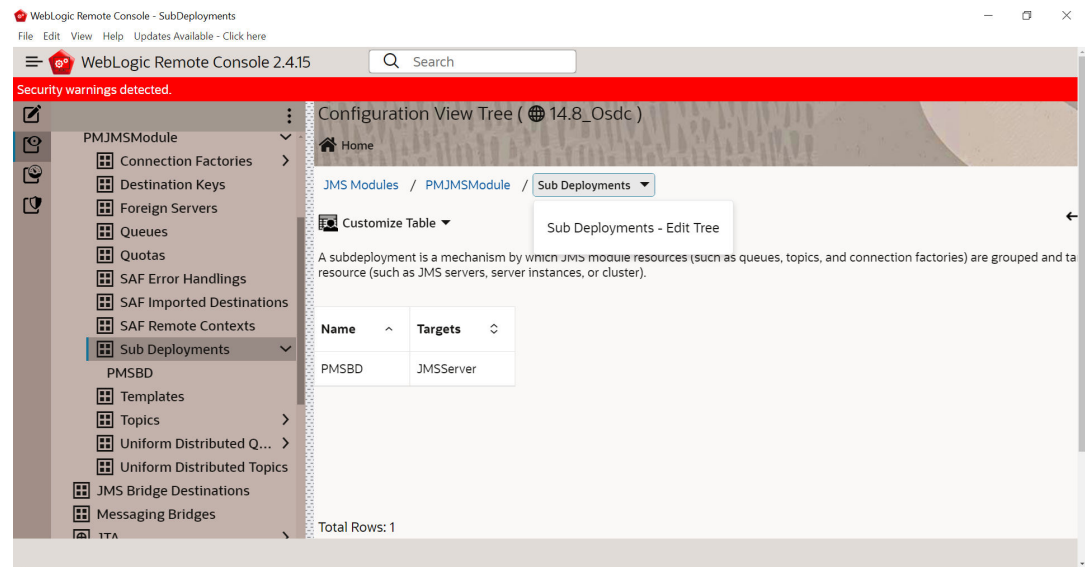 WebLogic Remote Console - SubDeployments
File Edit View Help Updates Available - Click here
WebLogic Remote Console 2.4.15
Search
Security warnings detected.
PMJMSModule
Connection Factories
Destination Keys
Foreign Servers
Queues
Quotas
SAF Error Handlings
SAF Imported Destinations
SAF Remote Contexts
Sub Deployments
PMSBD
Templates
Topics
Uniform Distributed Q...
Uniform Distributed Topics
JMS Bridge Destinations
Messaging Bridges
JTA
Configuration View Tree ( 14.8_Osdc )
Home
JMS Modules / PMJMSModule / Sub Deployments
Customize Table
Sub Deployments - Edit Tree
A subdeployment is a mechanism by which JMS module resources (such as queues, topics, and connection factories) are grouped and ta
resource (such as JMS servers, server instances, or cluster).
Name Targets
PMSBD JMSServer
Total Rows: 1